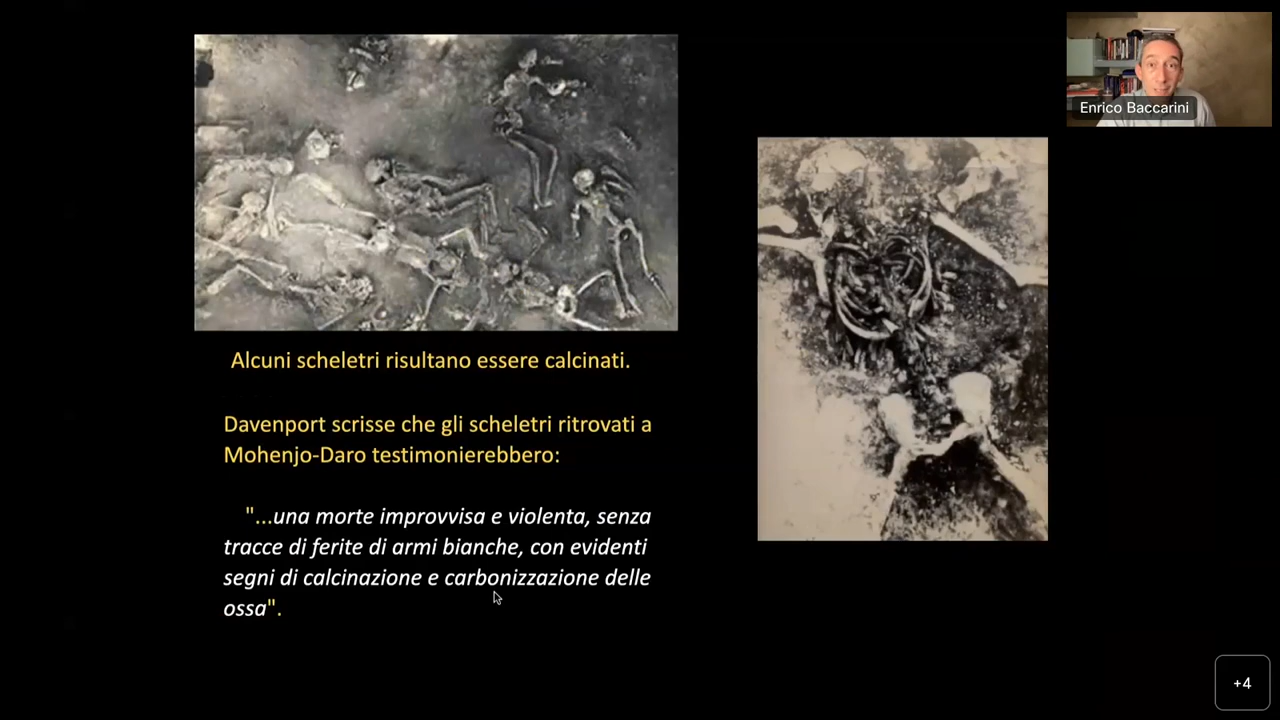 Enrico Baccarini
Alcuni scheletri risultano essere calcinati.
Davenport scrisse che gli scheletri ritrovati a
Mohenjo-Daro testimonierebbero:
"...una morte improvvisa e violenta, senza
tracce di ferite di armi bianche, con evidenti
segni di calcinazione e carbonizzazione delle
ossa".
+4